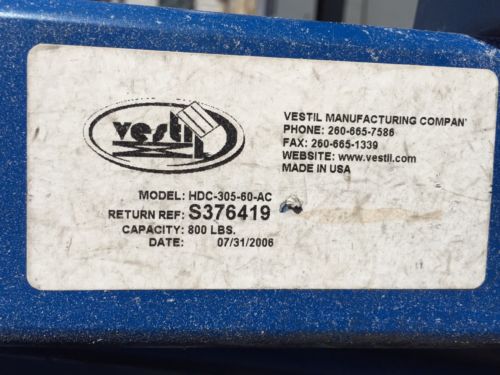 vestil
VESTIL MANUFACTURING COMPAN
PHONE: 260-665-7586
FAX: 260-665-1339
WEBSITE: www.vestil.com
MADE IN USA
MODEL: HDC-305-60-AC
RETURN REF: S376419
CAPACITY: 800 LBS.
DATE: 07/31/2006